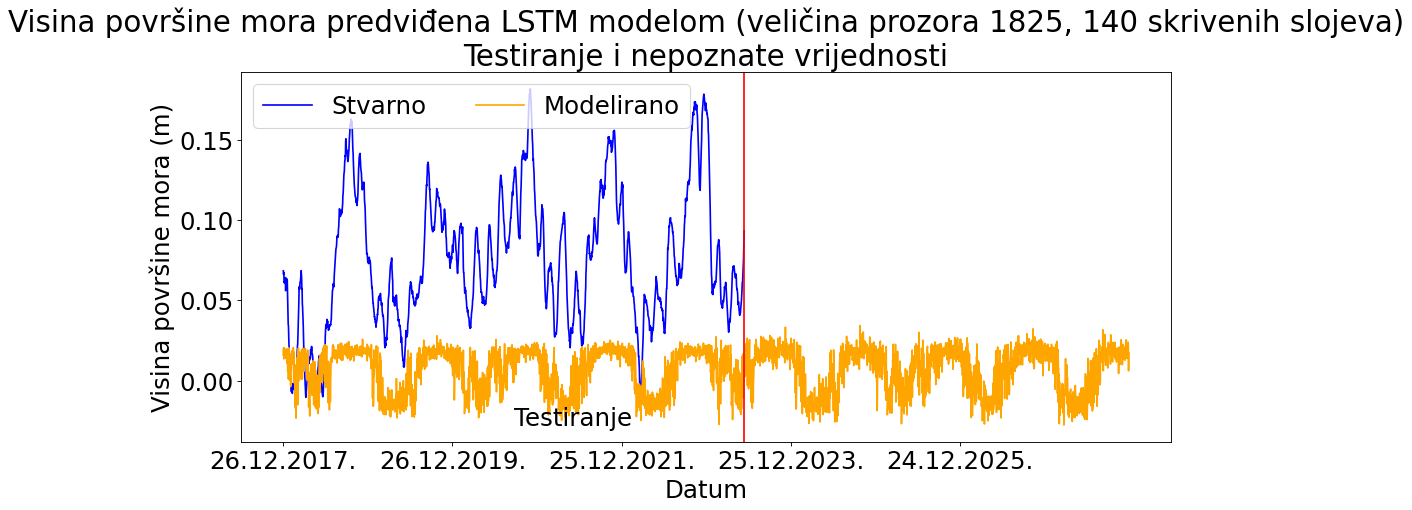 Visina površine mora predviđena LSTM modelom (veličina prozora 1825, 140 skrivenih slojeva)
Testiranje i nepoznate vrijednosti
Stvarno Modelirano
Visina površine mora (m)
0.15
0.10
0.05
0.00
Testiranje
26.12.2017. 26.12.2019. 25.12.2021. 25.12.2023. 24.12.2025.
Datum